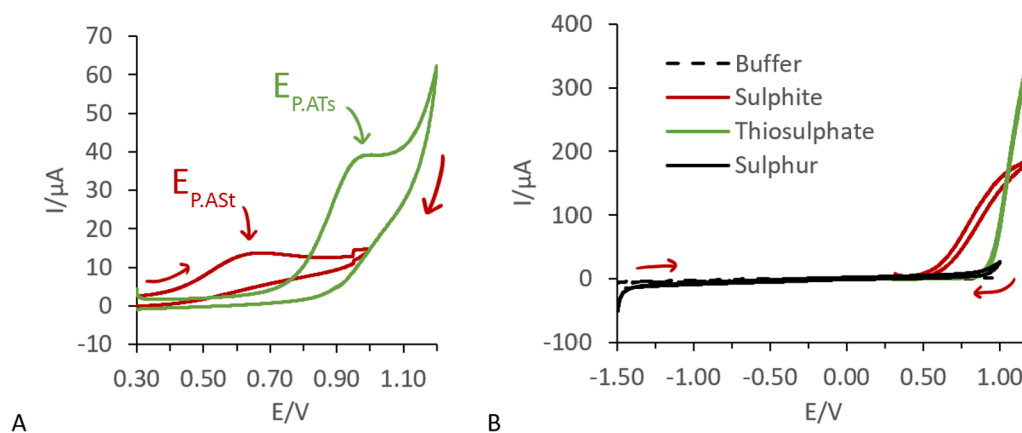 70
60
50
40
30
20
10
0
-10
I/µA
E P.ATs
E P.ASt
0.30 0.50 0.70 0.90 1.10
E/V
A
400
300
200
100
0
-100
I/µA
Buffer
Sulphite
Thiosulphate
Sulphur
-1.50 -1.00 -0.50 0.00 0.50 1.00
E/V
B